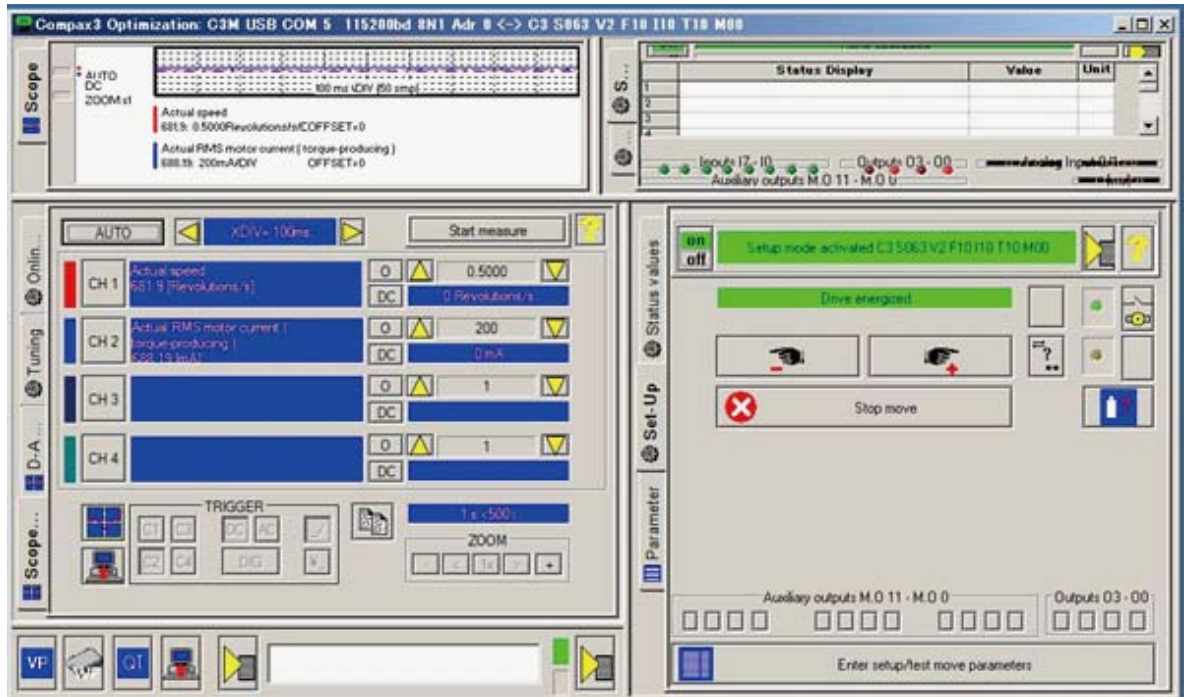 Compax3 Optimization: C3M USB COM 5 115200bd 8N1 Adr 0 <-> C3 S063 V2 F10 I10 T10 M00
Scope
AUTO
DC
ZOOM x1
100 ms \DIV (50 smp)
Actual speed
681.9: 0.5000Revolutions/s/COFFSET=0
Actual RMS motor current (torque-producing )
688.19: 200mA/DIV OFFSET=0
S...
Status Display Value Unit
1
2
3
4
Inputs I7 - I0 Outputs O3 - O0
Auxiliary outputs M.O 11 - M.O 0
Onlin...
Tuning
D-A ...
Scope...
AUTO
XDIV= 100ms
Start measure
CH 1
Actual speed
681.9 [Revolutions/s]
O
0.5000
DC
0 Revolutions/s
CH 2
Actual RMS motor current (
torque-producing )
688.19 [mA]
O
200
DC
0 mA
CH 3
O
1
DC
CH 4
O
1
DC
TRIGGER
C1 C3 DC AC
C2 C4 DIG
1 s <500>
ZOOM
- < 1x > +
VP
QT
Status values
Set-Up
Parameter
on
off
Setup mode activated C3 S063 V2 F10 I10 T10 M00
Drive energized
Stop move
Auxiliary outputs M.O 11 - M.O 0
Outputs O3 - O0
Enter setup/test move parameters